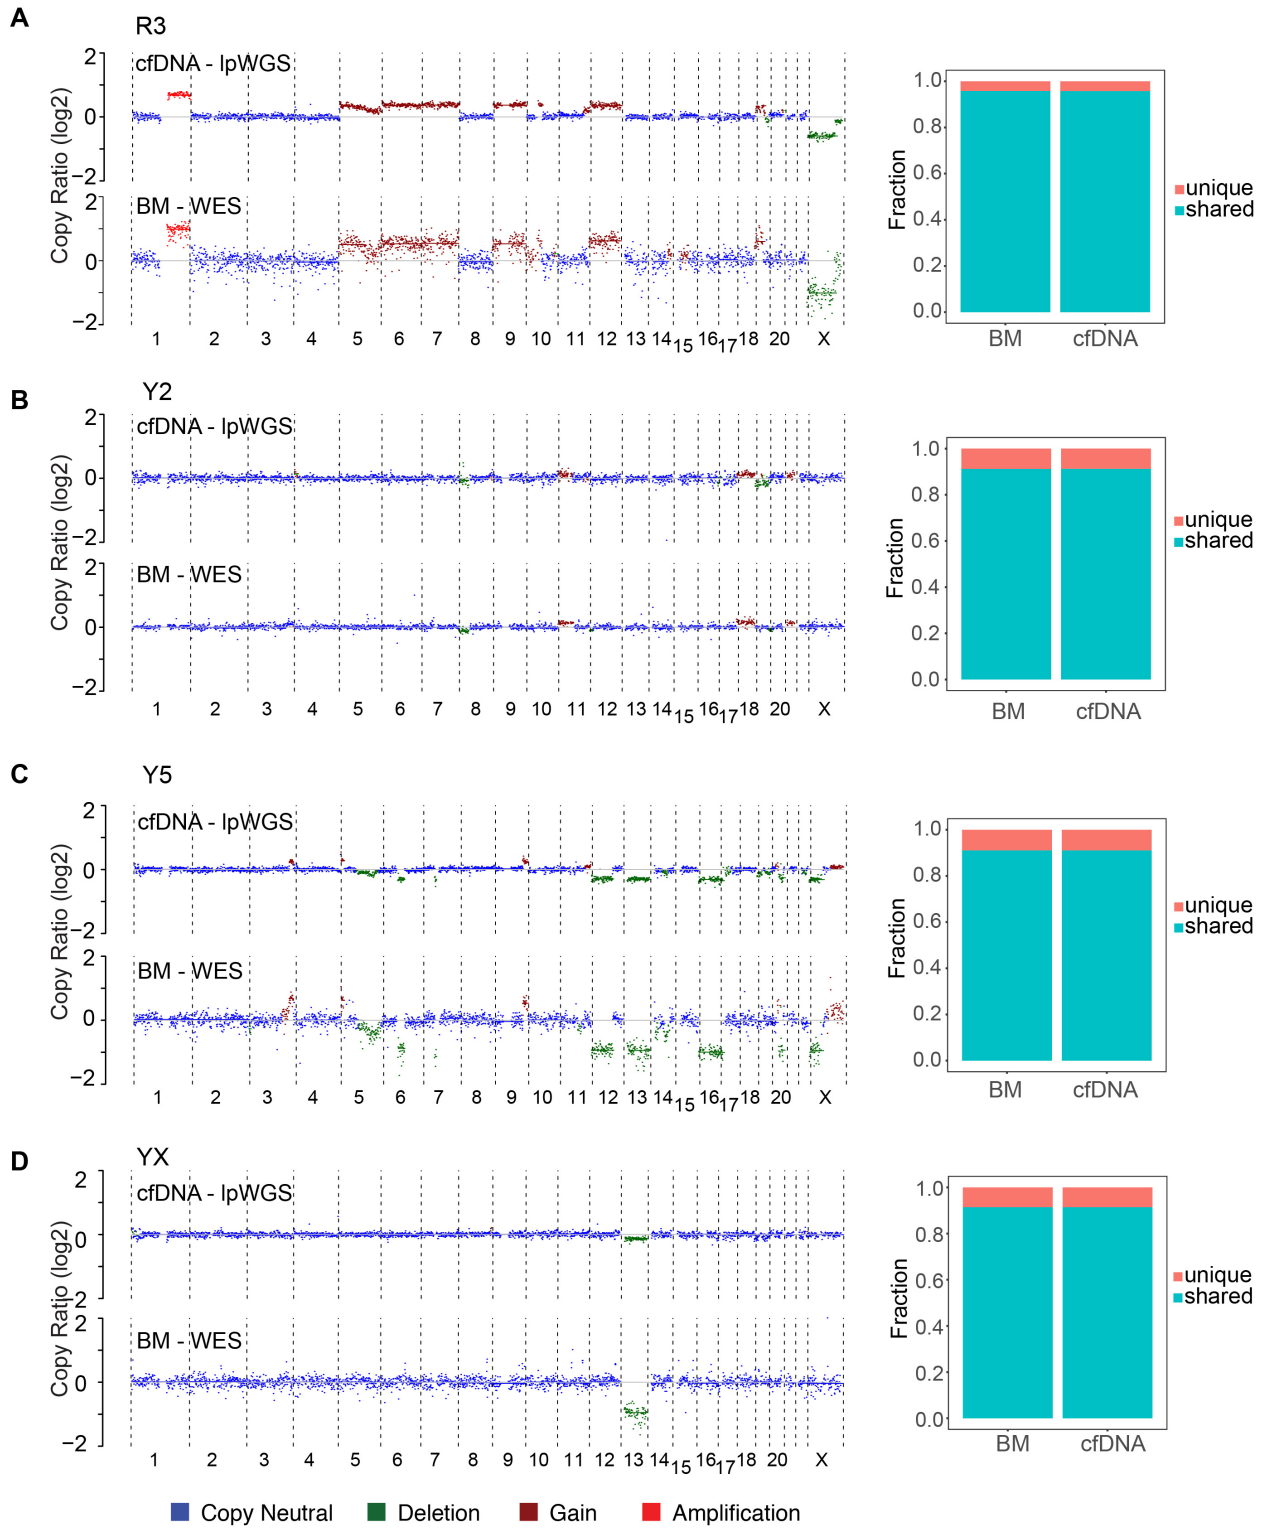 A
R3
cfDNA - lpWGS
2
0
−2
Copy Ratio (log2)
BM - WES
2
0
−2
1 2 3 4 5 6 7 8 9 10 11 12 13 14 15 16 17 18 20 X
Fraction
1.0
0.8
0.6
0.4
0.2
0.0
BM cfDNA
unique
shared
B
Y2
cfDNA - lpWGS
2
0
−2
Copy Ratio (log2)
BM - WES
2
0
−2
1 2 3 4 5 6 7 8 9 10 11 12 13 14 15 16 17 18 20 X
Fraction
1.0
0.8
0.6
0.4
0.2
0.0
BM cfDNA
unique
shared
C
Y5
cfDNA - lpWGS
2
0
−2
Copy Ratio (log2)
BM - WES
2
0
−2
1 2 3 4 5 6 7 8 9 10 11 12 13 14 15 16 17 18 20 X
Fraction
1.0
0.8
0.6
0.4
0.2
0.0
BM cfDNA
unique
shared
D
YX
cfDNA - lpWGS
2
0
−2
Copy Ratio (log2)
BM - WES
2
0
−2
1 2 3 4 5 6 7 8 9 10 11 12 13 14 15 16 17 18 20 X
Fraction
1.0
0.8
0.6
0.4
0.2
0.0
BM cfDNA
unique
shared
Copy Neutral Deletion Gain Amplification